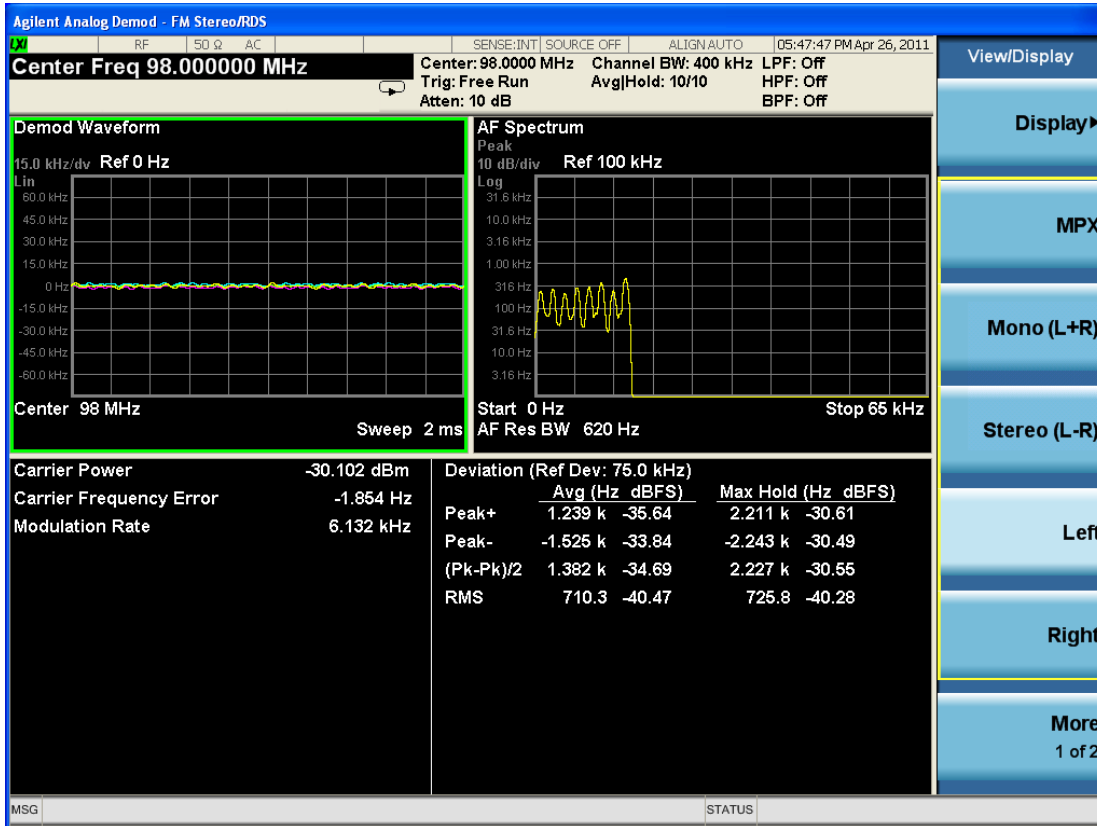 Agilent Analog Demod - FM Stereo/RDS
LXI RF 50 Ω AC SENSE:INT SOURCE OFF ALIGN AUTO 05:47:47 PM Apr 26, 2011
Center Freq 98.000000 MHz
Center: 98.0000 MHz Channel BW: 400 kHz LPF: Off
Trig: Free Run Avg|Hold: 10/10 HPF: Off
Atten: 10 dB BPF: Off
Demod Waveform
15.0 kHz/dv Ref 0 Hz
Lin
60.0 kHz
45.0 kHz
30.0 kHz
15.0 kHz
0 Hz
-15.0 kHz
-30.0 kHz
-45.0 kHz
-60.0 kHz
Center 98 MHz
Sweep 2 ms
AF Spectrum
Peak
10 dB/div Ref 100 kHz
Log
31.6 kHz
10.0 kHz
3.16 kHz
1.00 kHz
316 Hz
100 Hz
31.6 Hz
10.0 Hz
3.16 Hz
Start 0 Hz Stop 65 kHz
AF Res BW 620 Hz
Carrier Power -30.102 dBm
Carrier Frequency Error -1.854 Hz
Modulation Rate 6.132 kHz
Deviation (Ref Dev: 75.0 kHz)
Avg (Hz dBFS) Max Hold (Hz dBFS)
Peak+ 1.239 k -35.64 2.211 k -30.61
Peak- -1.525 k -33.84 -2.243 k -30.49
(Pk-Pk)/2 1.382 k -34.69 2.227 k -30.55
RMS 710.3 -40.47 725.8 -40.28
View/Display
Display
MPX
Mono (L+R)
Stereo (L-R)
Left
Right
More
1 of 2
MSG STATUS